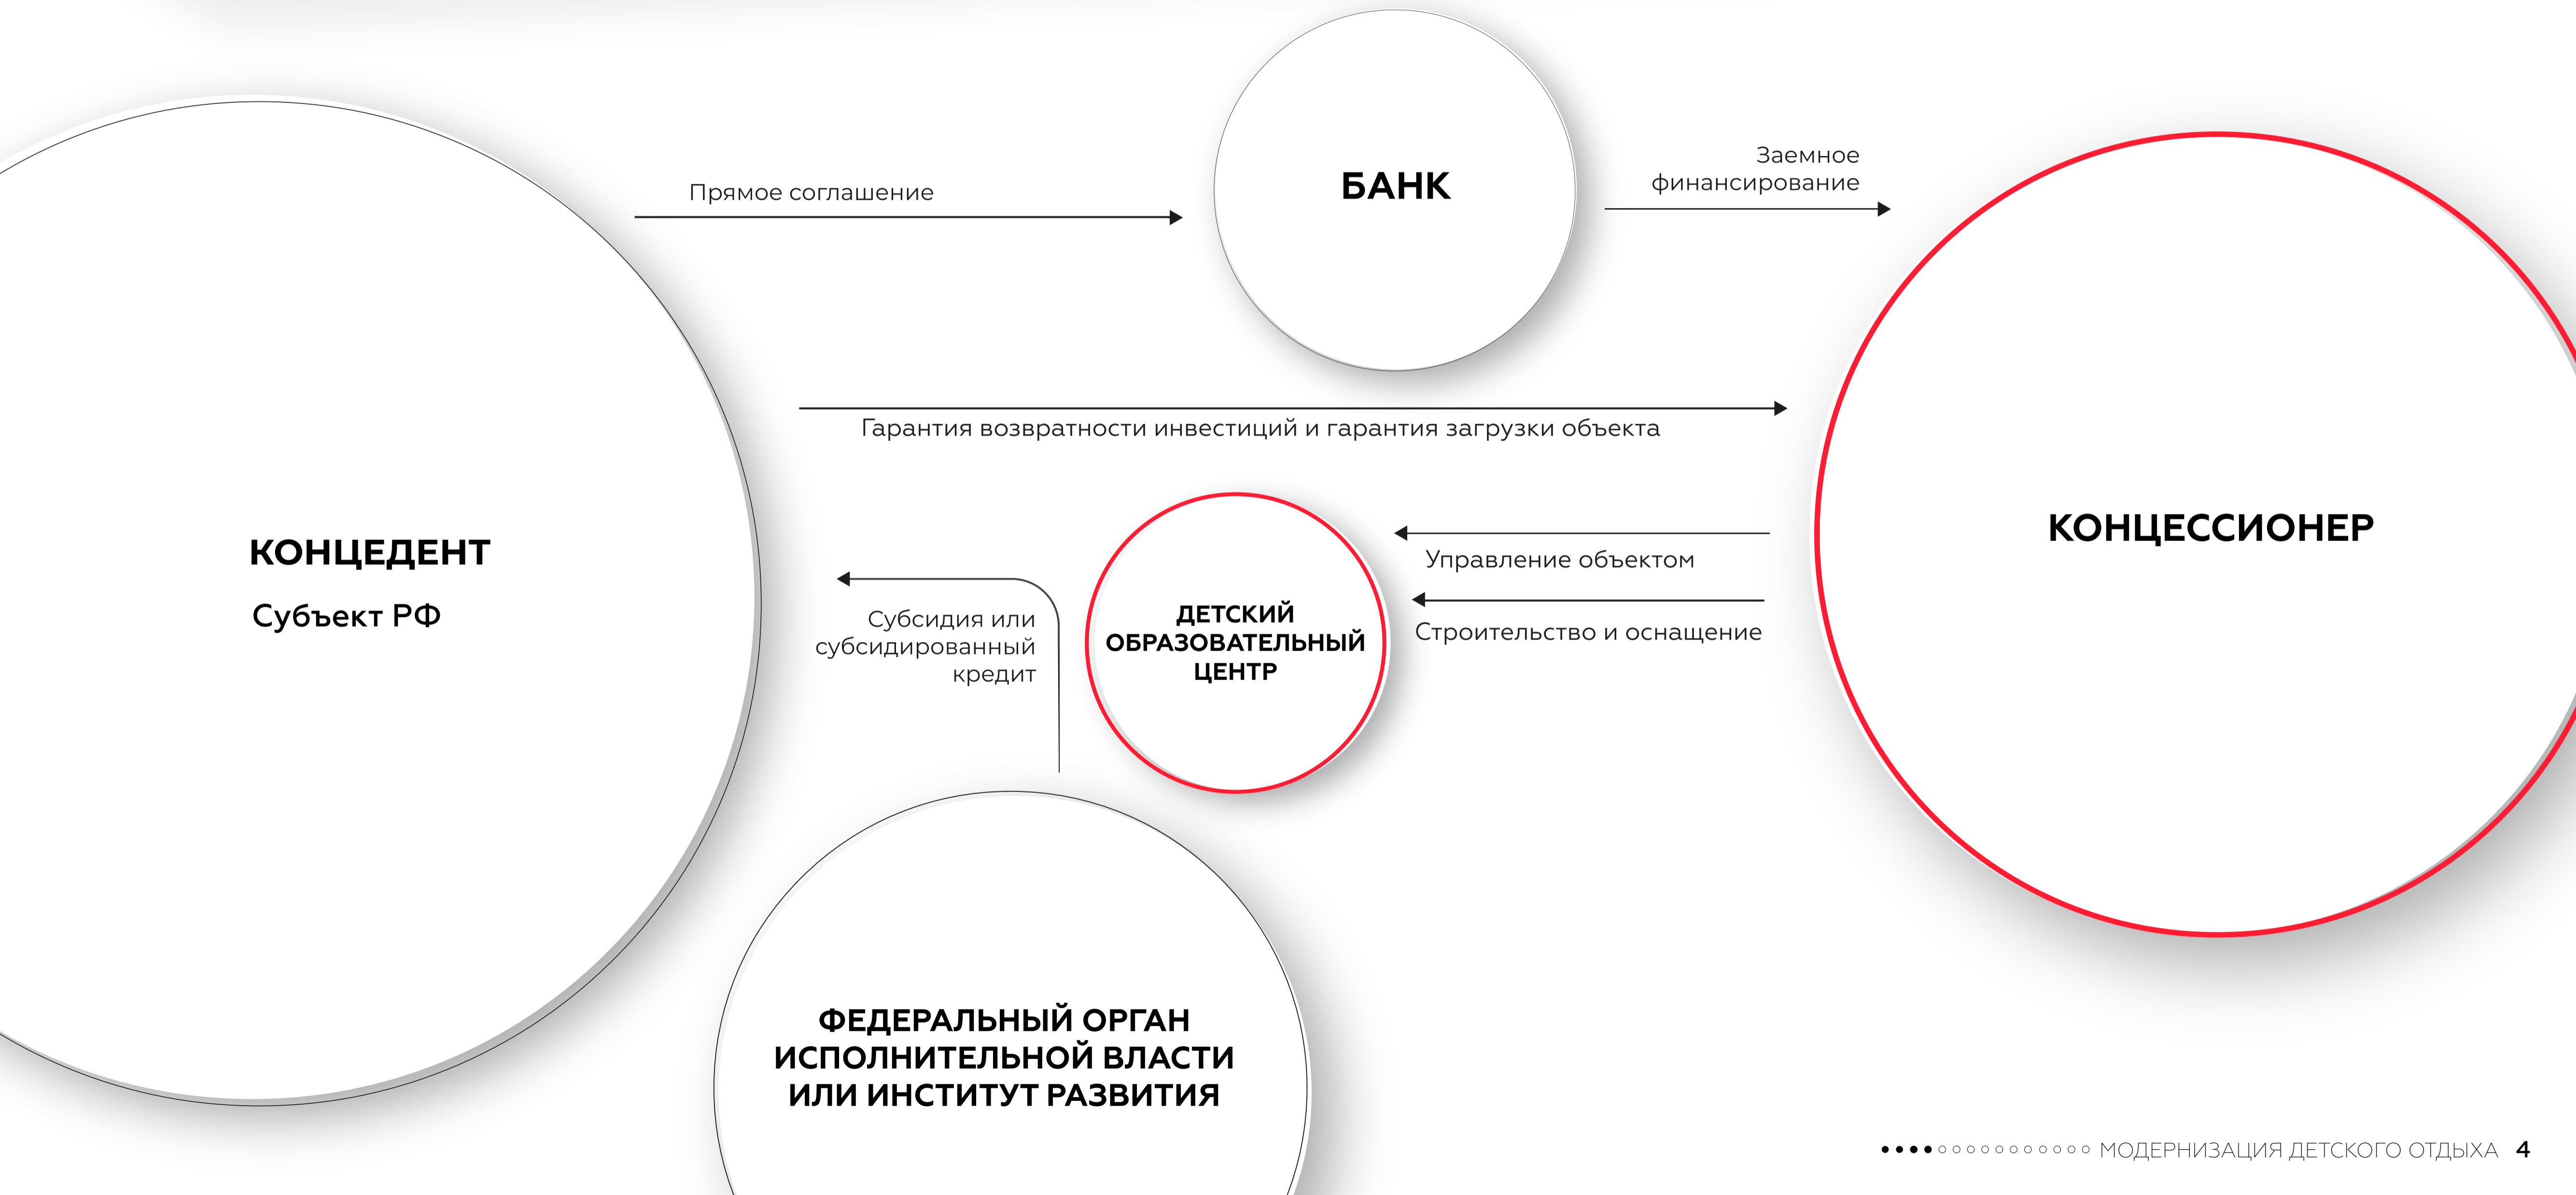 БАНК
Заемное
финансирование
Прямое соглашение
Гарантия возвратности инвестиций и гарантия загрузки объекта
КОНЦЕДЕНТ
Субъект РФ
КОНЦЕССИОНЕР
Управление объектом
Строительство и оснащение
ДЕТСКИЙ
ОБРАЗОВАТЕЛЬНЫЙ
ЦЕНТР
Субсидия или
субсидированный
кредит
ФЕДЕРАЛЬНЫЙ ОРГАН
ИСПОЛНИТЕЛЬНОЙ ВЛАСТИ
ИЛИ ИНСТИТУТ РАЗВИТИЯ
МОДЕРНИЗАЦИЯ ДЕТСКОГО ОТДЫХА 4